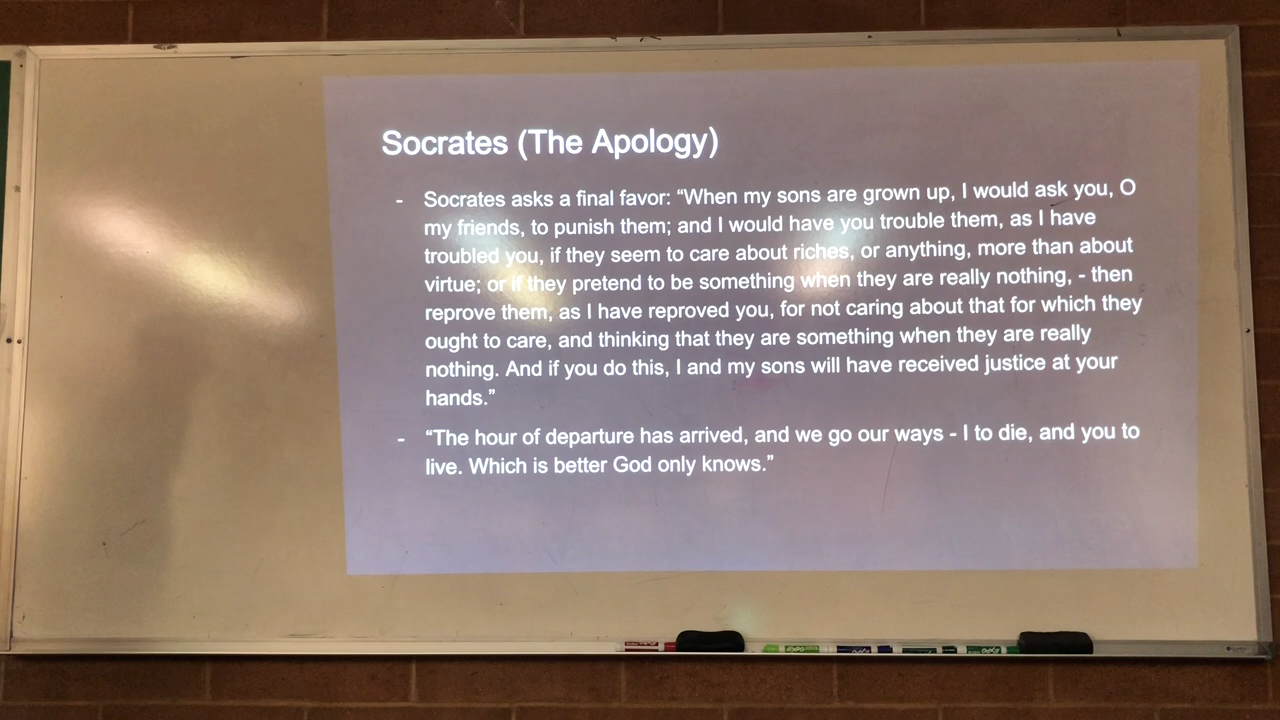 Socrates (The Apology)
- Socrates asks a final favor: “When my sons are grown up, I would ask you, O
my friends, to punish them; and I would have you trouble them, as I have
troubled you, if they seem to care about riches, or anything, more than about
virtue; or if they pretend to be something when they are really nothing, - then
reprove them, as I have reproved you, for not caring about that for which they
ought to care, and thinking that they are something when they are really
nothing. And if you do this, I and my sons will have received justice at your
hands.”
- “The hour of departure has arrived, and we go our ways - I to die, and you to
live. Which is better God only knows.”
EXPO
EXPO
EXPO